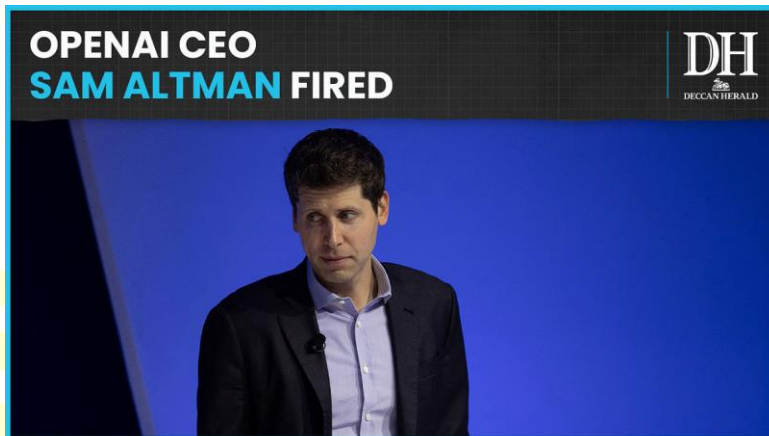 OPENAI CEO
SAM ALTMAN FIRED
DH
DECCAN HERALD